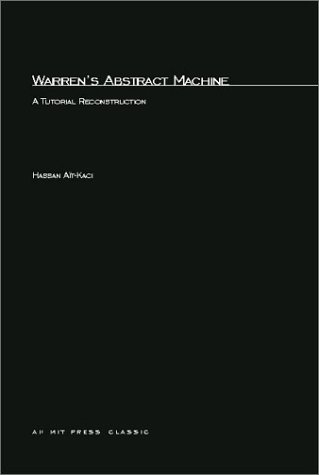 Warren's Abstract Machine
A Tutorial Reconstruction
Hassan Aït-Kaci
An MIT Press Classic